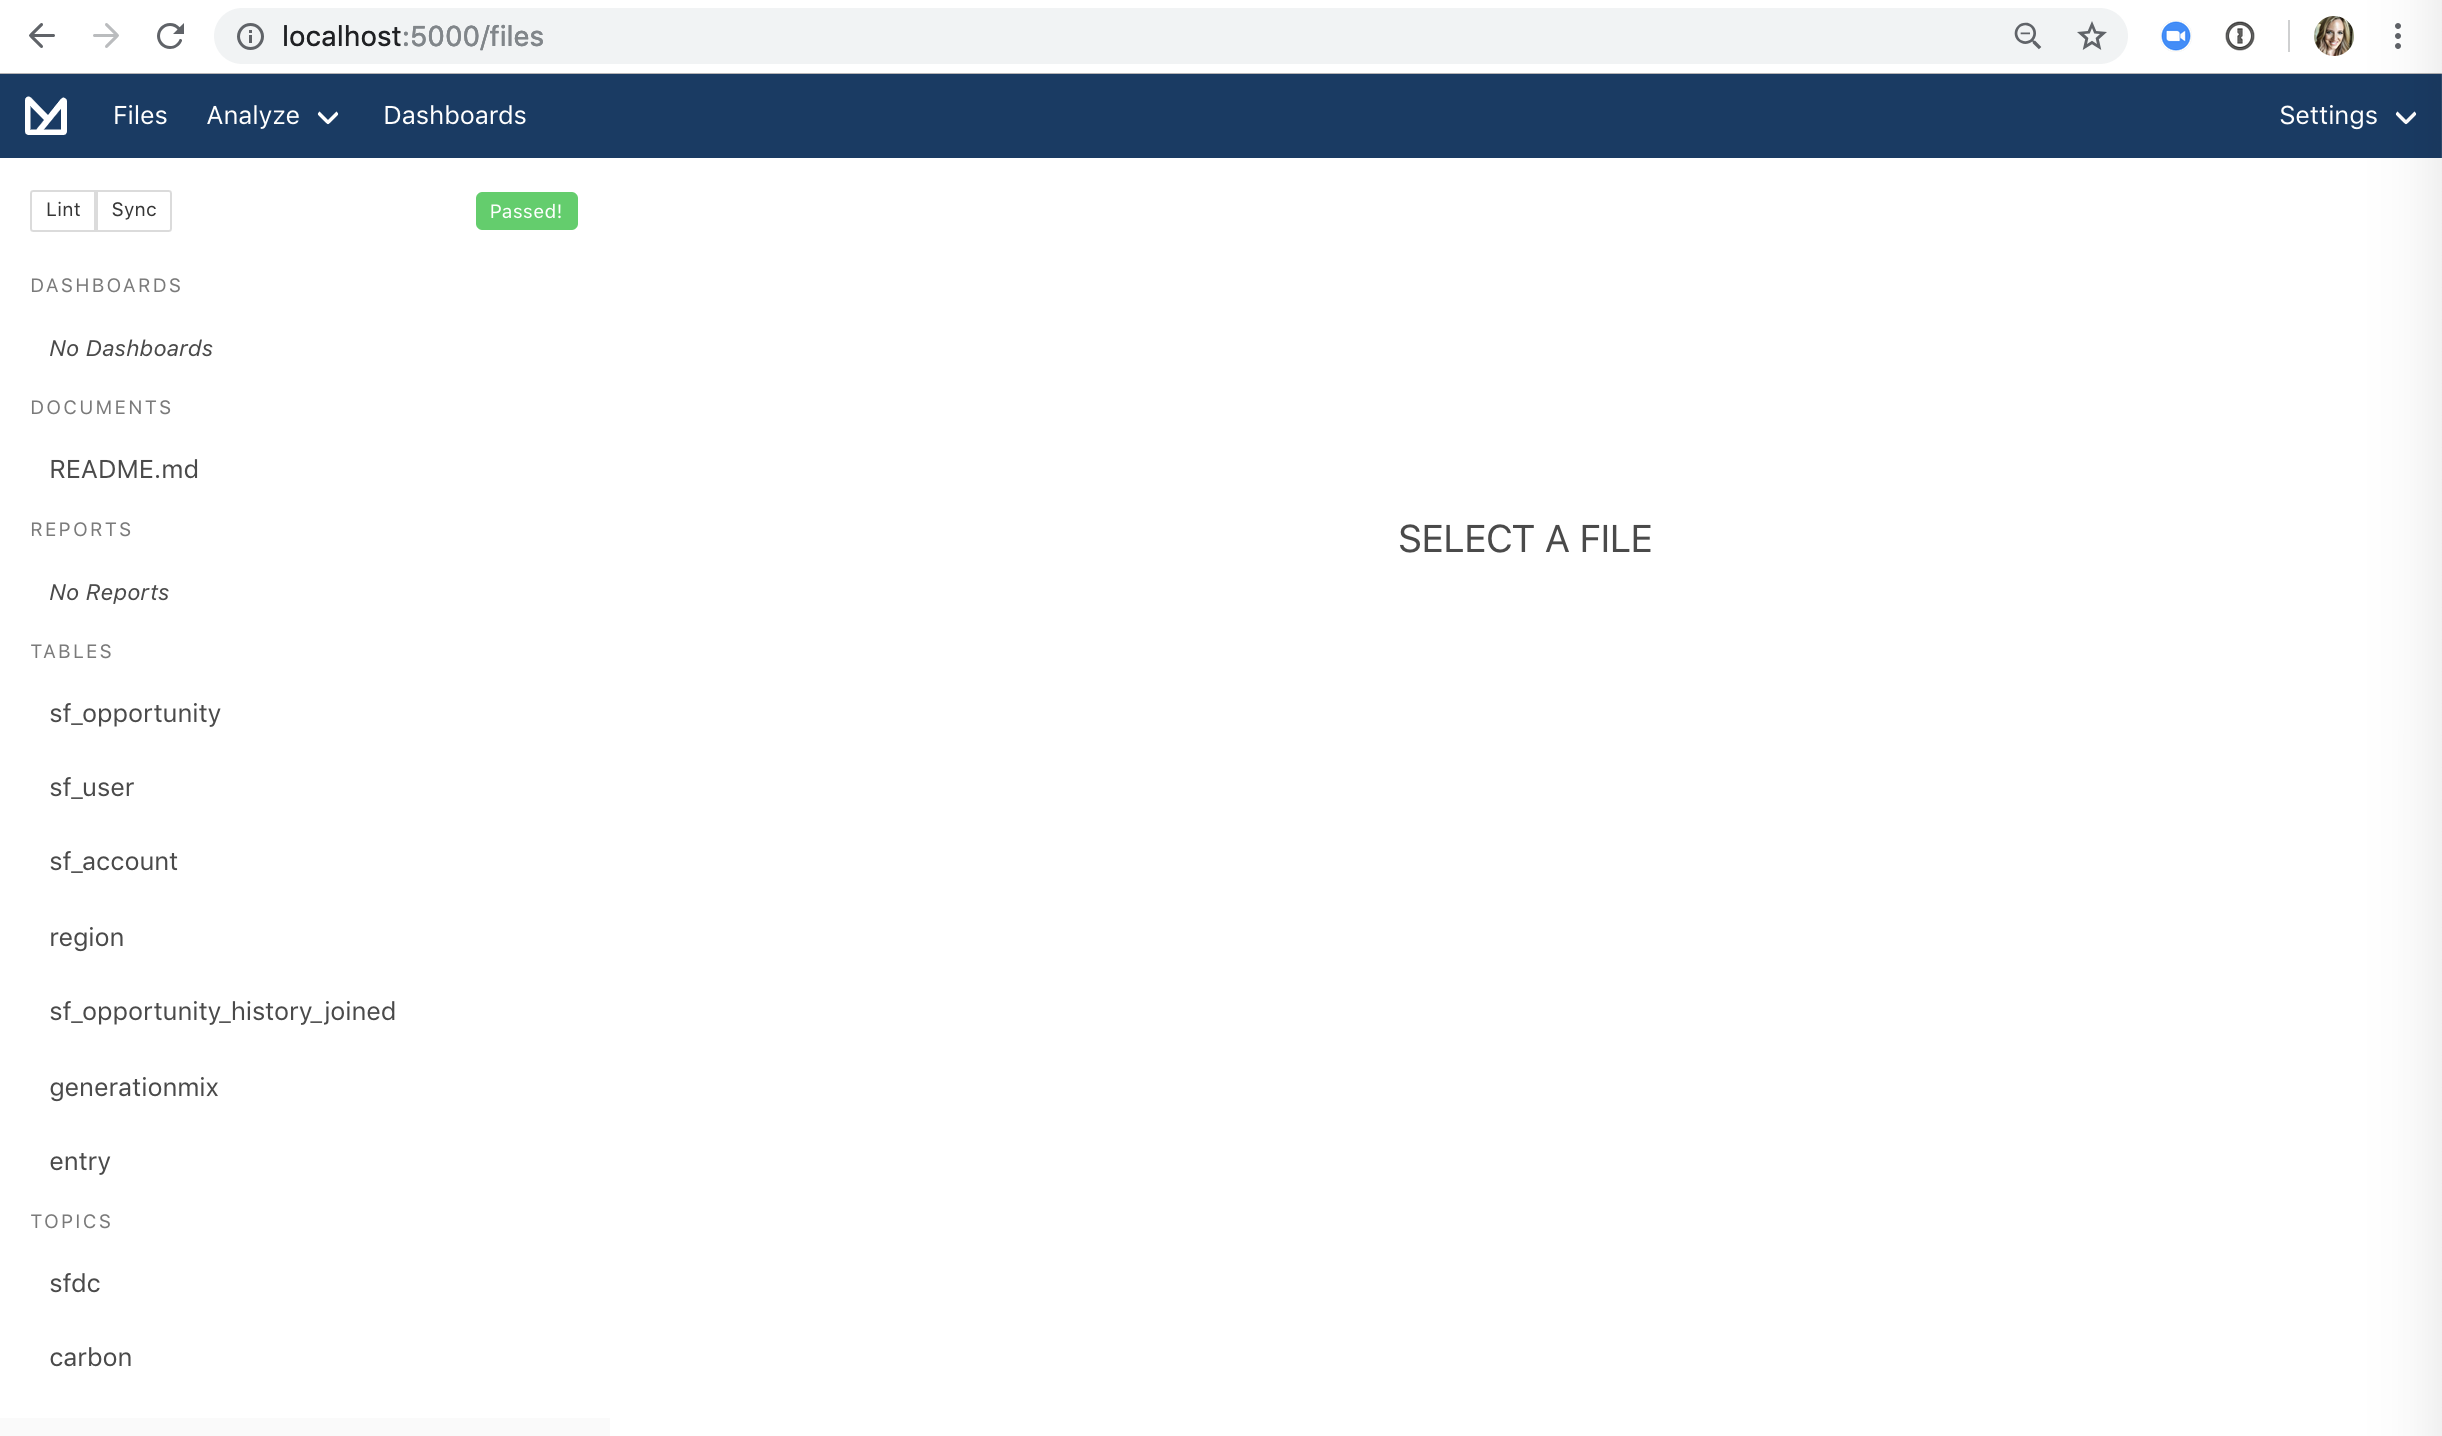 localhost:5000/files
Files Analyze Dashboards Settings
Lint Sync Passed!
DASHBOARDS
No Dashboards
DOCUMENTS
README.md
REPORTS
SELECT A FILE
No Reports
TABLES
sf_opportunity
sf_user
sf_account
region
sf_opportunity_history_joined
generationmix
entry
TOPICS
sfdc
carbon